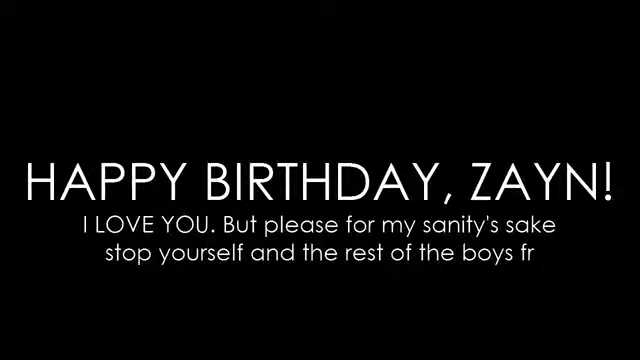 HAPPY BIRTHDAY, ZAYN!
I LOVE YOU. But please for my sanity's sake
stop yourself and the rest of the boys fr